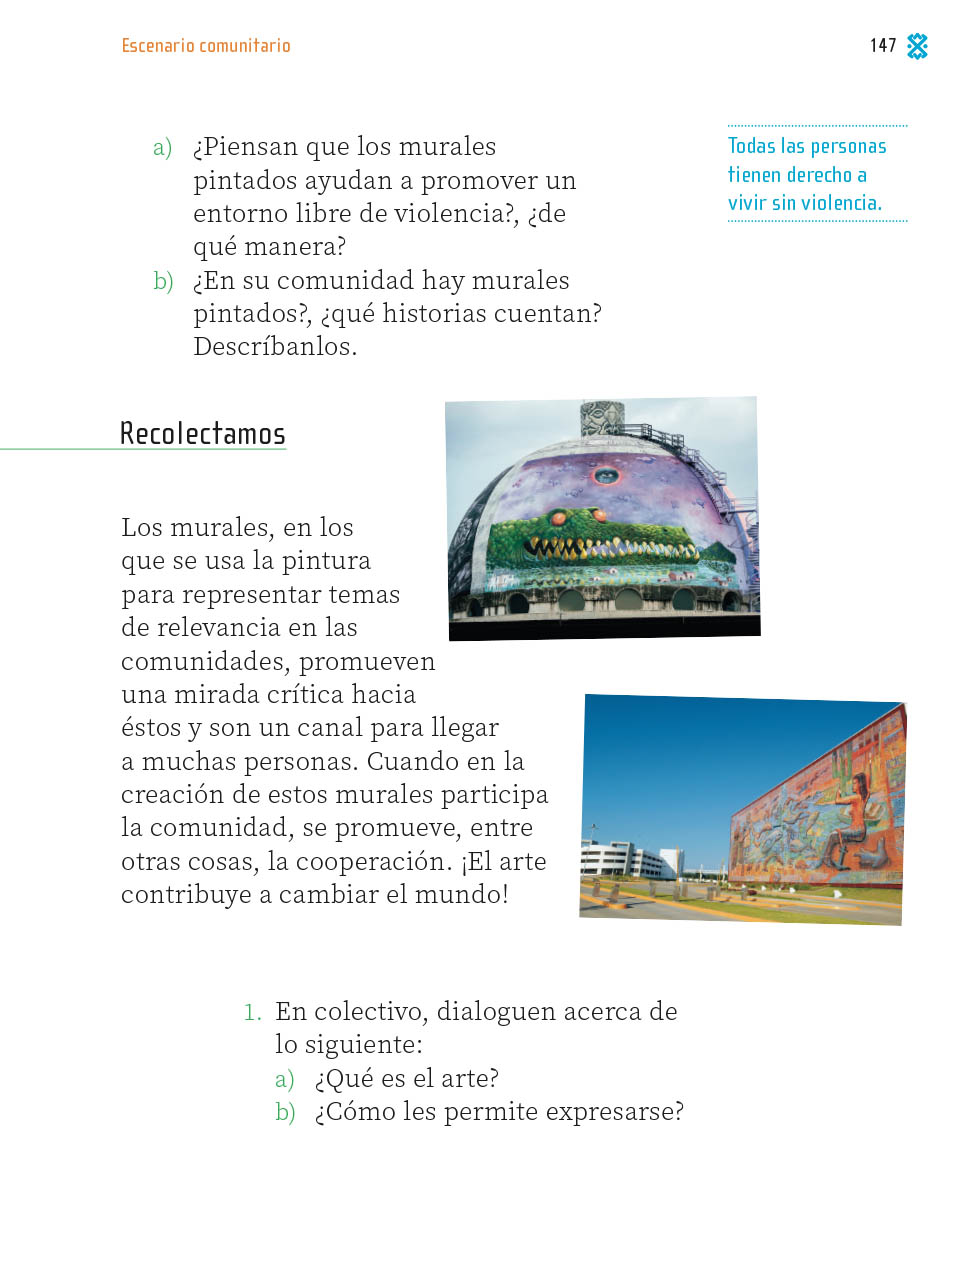 Escenario comunitario
147
a) ¿Piensan que los murales
pintados ayudan a promover un
entorno libre de violencia?, ¿de
qué manera?
b) ¿En su comunidad hay murales
pintados?, ¿qué historias cuentan?
Descríbanlos.
Todas las personas
tienen derecho a
vivir sin violencia.
Recolectamos
Los murales, en los
que se usa la pintura
para representar temas
de relevancia en las
comunidades, promueven
una mirada crítica hacia
éstos y son un canal para llegar
a muchas personas. Cuando en la
creación de estos murales participa
la comunidad, se promueve, entre
otras cosas, la cooperación. ¡El arte
contribuye a cambiar el mundo!
1. En colectivo, dialoguen acerca de
lo siguiente:
a) ¿Qué es el arte?
b) ¿Cómo les permite expresarse?